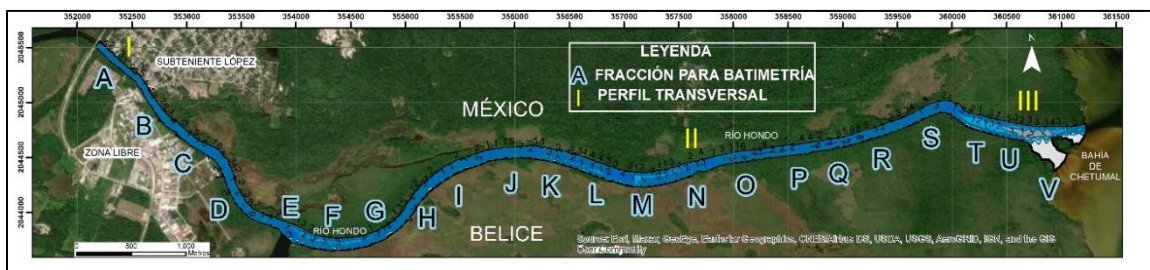 352000 352500 353000 353500 354000 354500 355000 355500 356000 356500 357000 357500 358000 358500 359000 359500 360000 360500 361000 361500
2045500
2045000
2044500
2044000
I
SUBTENIENTE LÓPEZ
LEYENDA
A FRACCIÓN PARA BATIMETRÍA
| PERFIL TRANSVERSAL
N
MÉXICO
II
RÍO HONDO
III
ZONA LIBRE
BAHÍA
DE
CHETUMAL
A B C D E F G H I J K L M N O P Q R S T U V
RÍO HONDO
BELICE
0 500 1,000
Metros
Source: Esri, Maxar, GeoEye, Earthstar Geographics, CNES/Airbus DS, USDA, USGS, AeroGRID, IGN, and the GIS
User Community